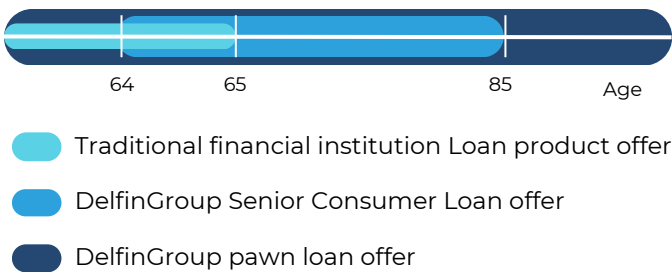 64 65 85 Age
Traditional financial institution Loan product offer
DelfinGroup Senior Consumer Loan offer
DelfinGroup pawn loan offer